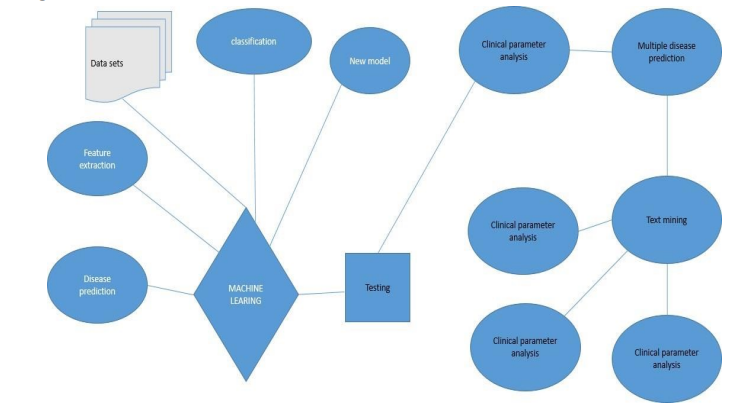 Data sets
classification
New model
Feature
extraction
Disease
prediction
MACHINE
LEARING
Testing
Clinical parameter
analysis
Multiple disease
prediction
Text mining
Clinical parameter
analysis
Clinical parameter
analysis
Clinical parameter
analysis